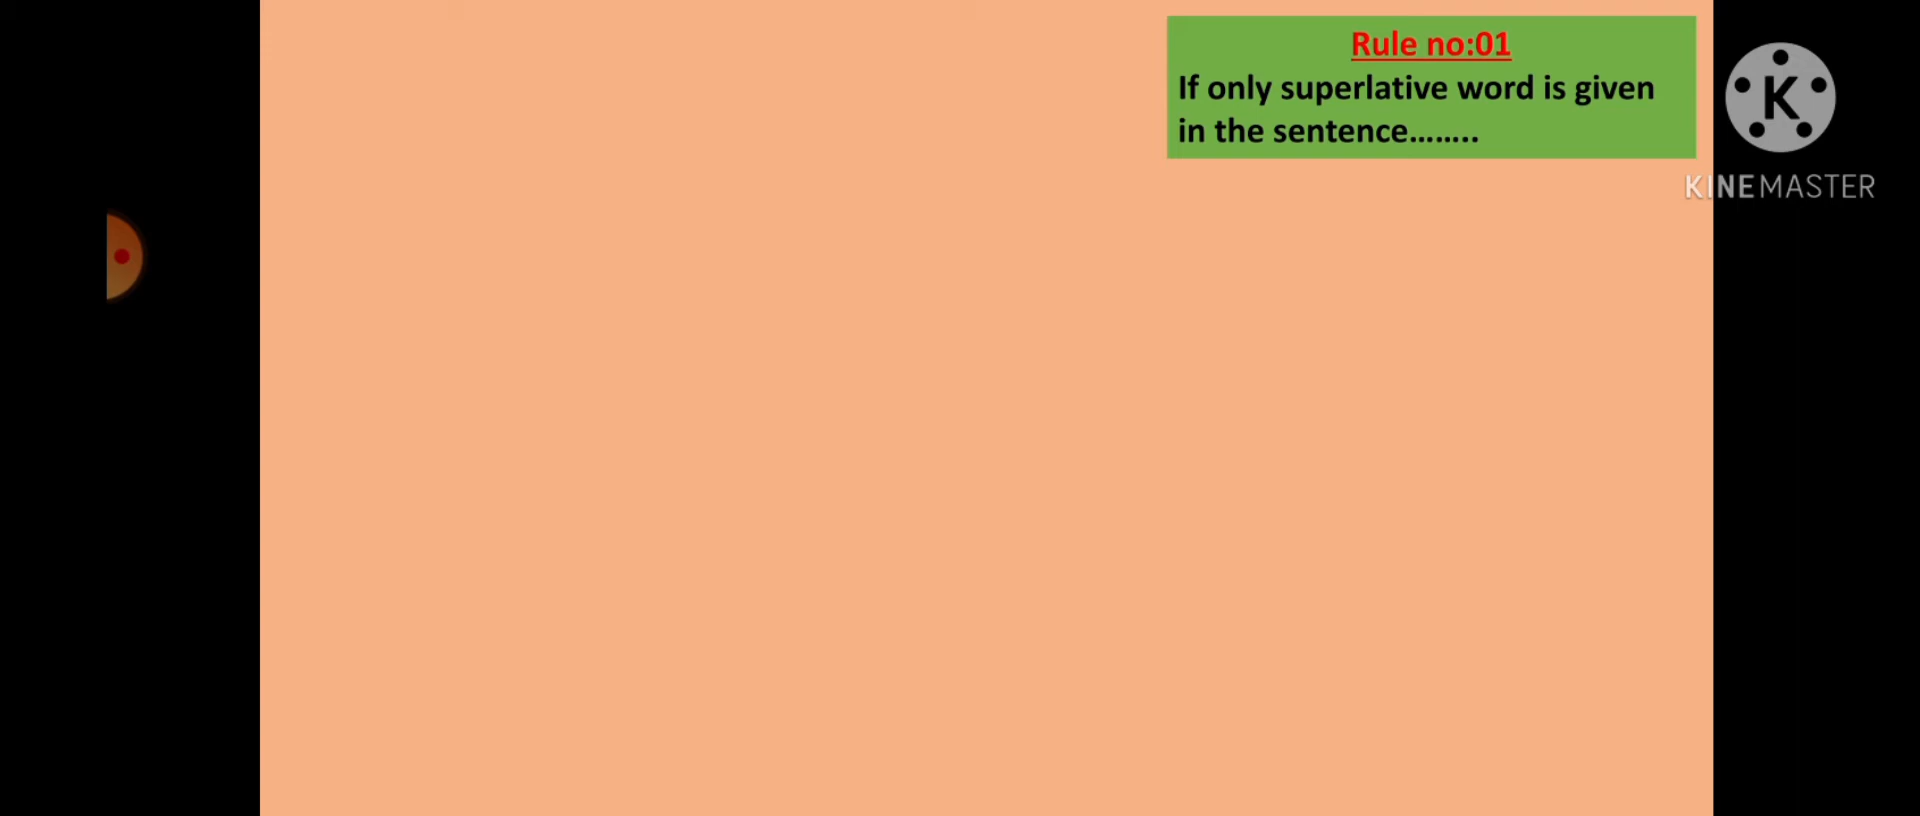 Rule no:01
If only superlative word is given
in the sentence........
K
KINEMASTER